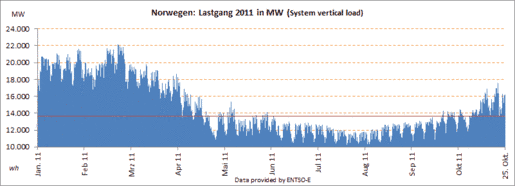 Norwegen: Lastgang 2011 in MW (System vertical load)
MW
24.000
22.000
20.000
18.000
16.000
14.000
12.000
10.000
wh
Jan. 11
Feb 11
Mrz 11
Apr 11
Mai 11
Jun 11
Jul 11
Aug 11
Sep 11
Okt 11
25. Okt.
Data provided by ENTSO-E